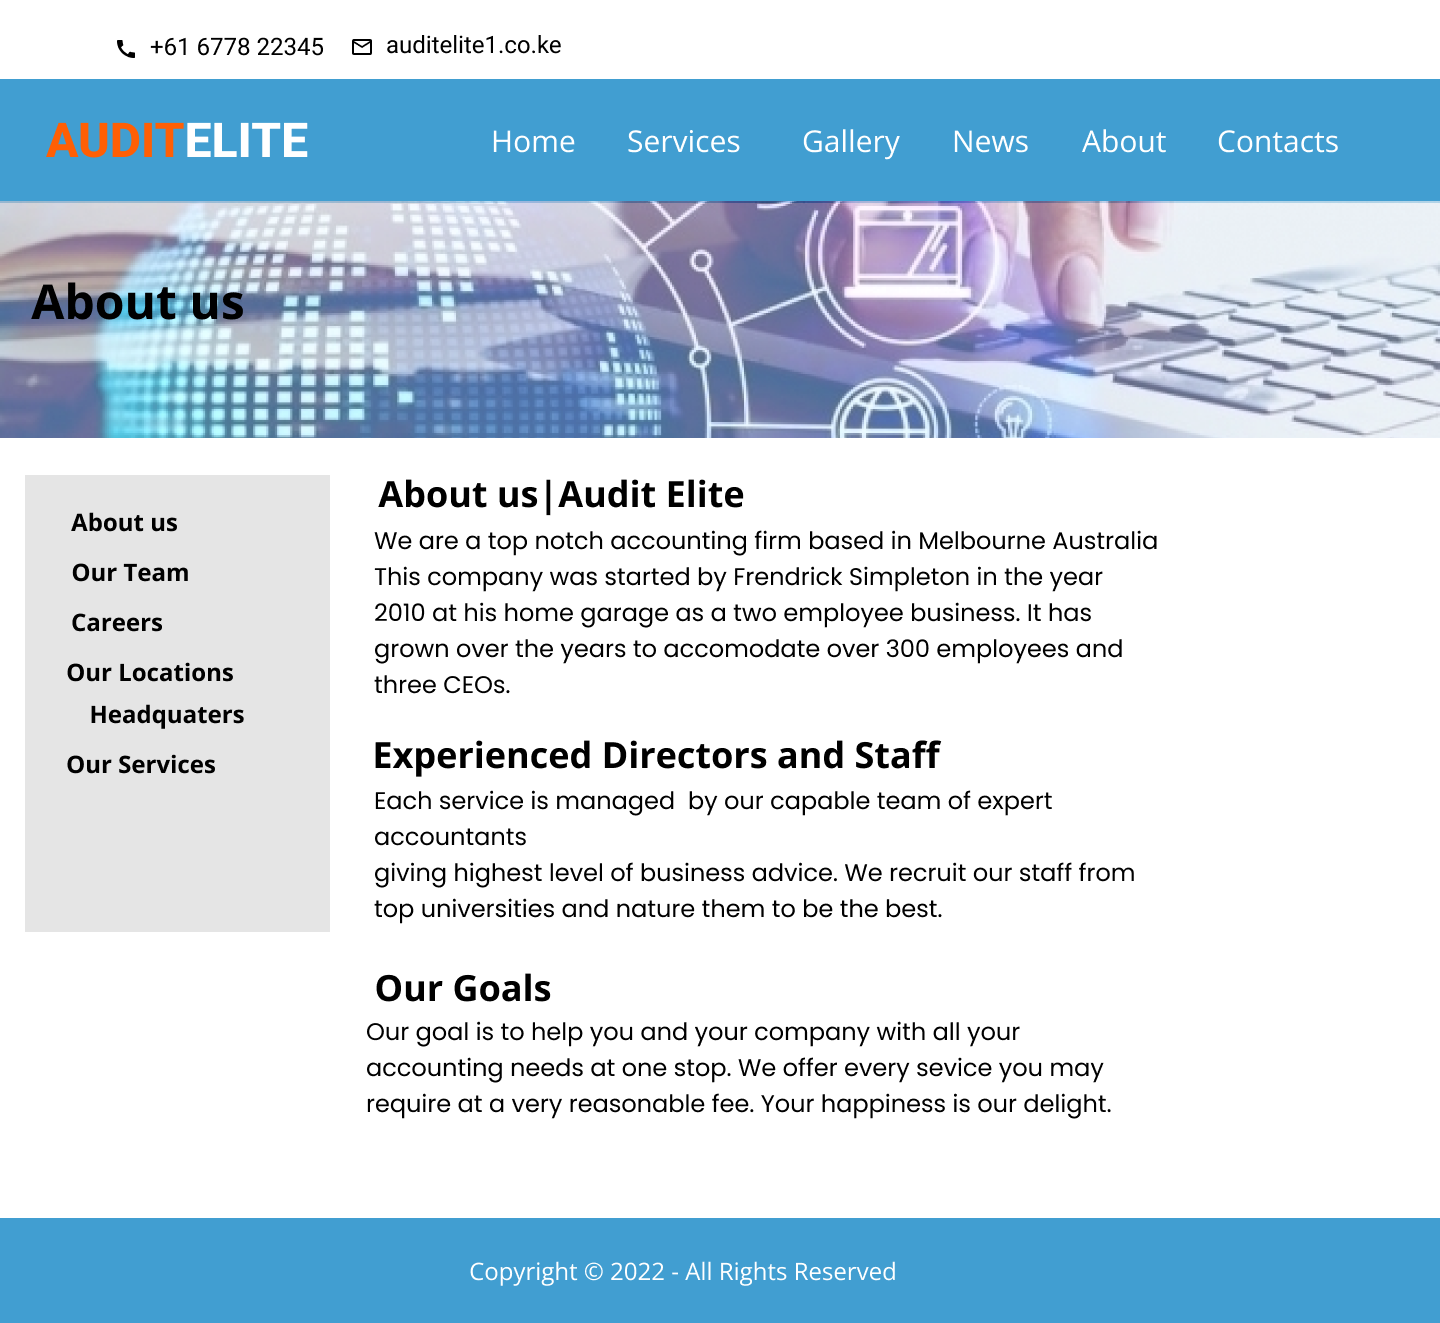 +61 6778 22345 auditelite1.co.ke
AUDITELITE Home Services Gallery News About Contacts
About us
About us
Our Team
Careers
Our Locations
Headquaters
Our Services
About us|Audit Elite
We are a top notch accounting firm based in Melbourne Australia
This company was started by Frendrick Simpleton in the year
2010 at his home garage as a two employee business. It has
grown over the years to accomodate over 300 employees and
three CEOs.
Experienced Directors and Staff
Each service is managed  by our capable team of expert
accountants
giving highest level of business advice. We recruit our staff from
top universities and nature them to be the best.
Our Goals
Our goal is to help you and your company with all your
accounting needs at one stop. We offer every sevice you may
require at a very reasonable fee. Your happiness is our delight.
Copyright © 2022 - All Rights Reserved